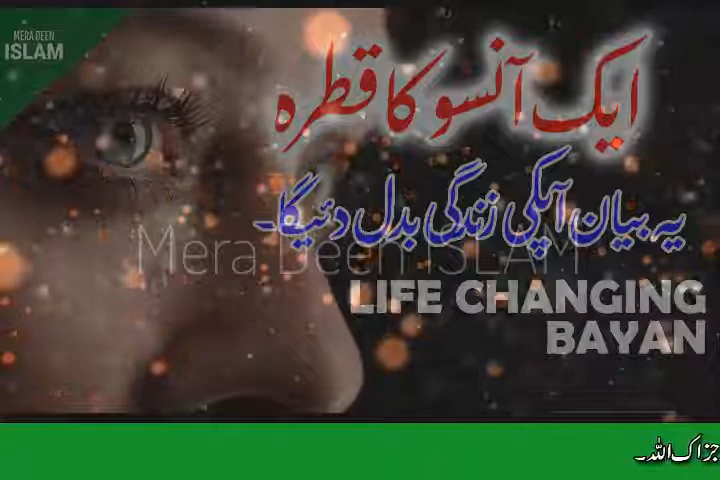 MERA DEEN
ISLAM
ایک آنسو کا قطرہ
یہ بیان آپکی زندگی بدل دئیگا۔
Mera Deen ISLAM
LIFE CHANGING
BAYAN
جزاک اللہ۔